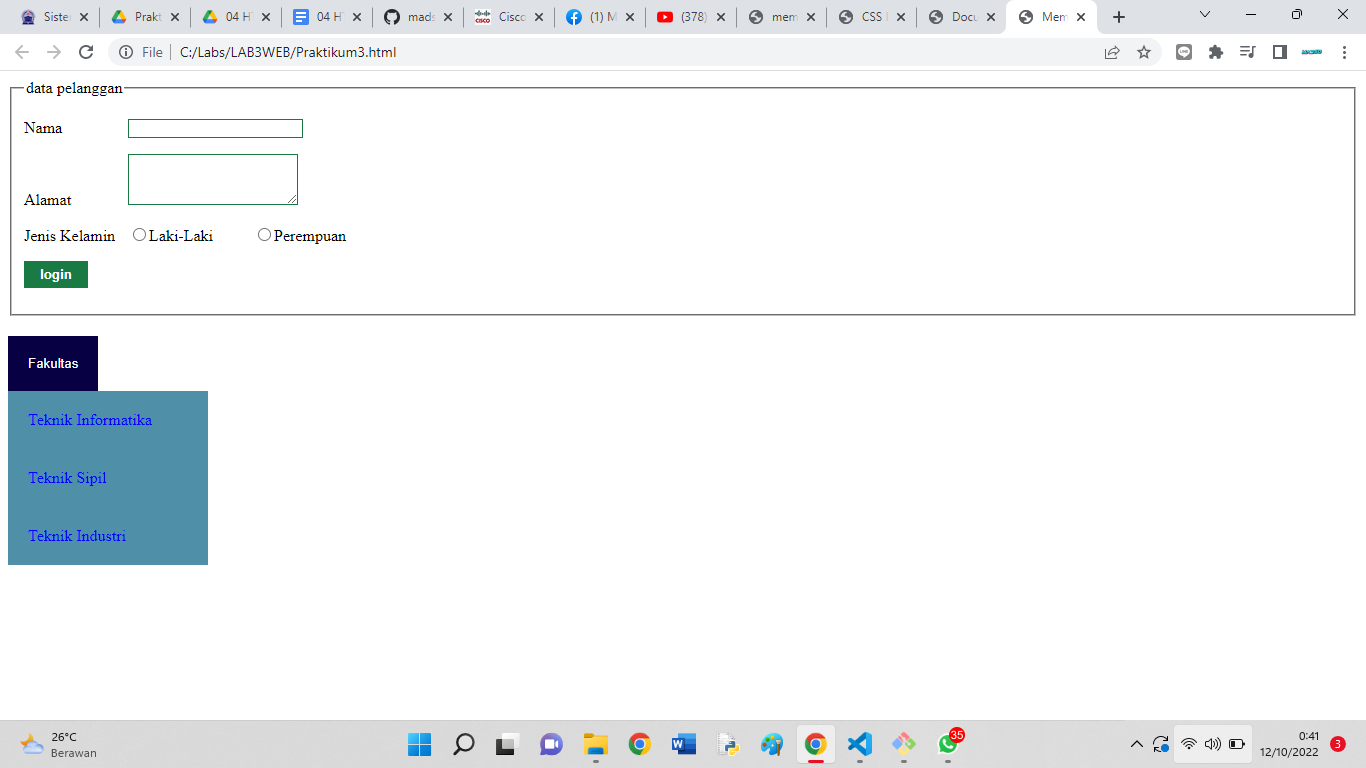 Sister Prakt 04 HT 04 HT mads Cisco (1) M (378) mem CSS Docu Mem
File C:/Labs/LAB3WEB/Praktikum3.html
data pelanggan
Nama
Alamat
Jenis Kelamin Laki-Laki Perempuan
login
Fakultas
Teknik Informatika
Teknik Sipil
Teknik Industri
26°C
Berawan
35
0:41
12/10/2022
3